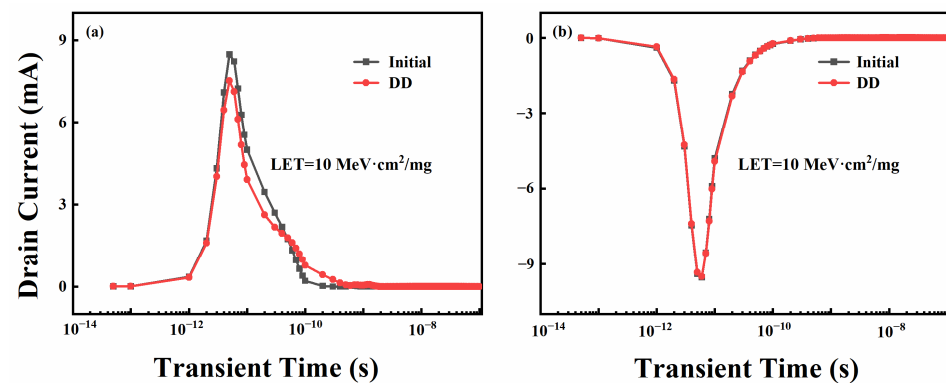 (a)
Initial
DD
LET=10 MeV·cm²/mg
9
6
3
0
10⁻¹⁴
10⁻¹²
10⁻¹⁰
10⁻⁸
Drain Current (mA)
Transient Time (s)
(b)
Initial
DD
LET=10 MeV·cm²/mg
0
−3
−6
−9
10⁻¹⁴
10⁻¹²
10⁻¹⁰
10⁻⁸
Transient Time (s)